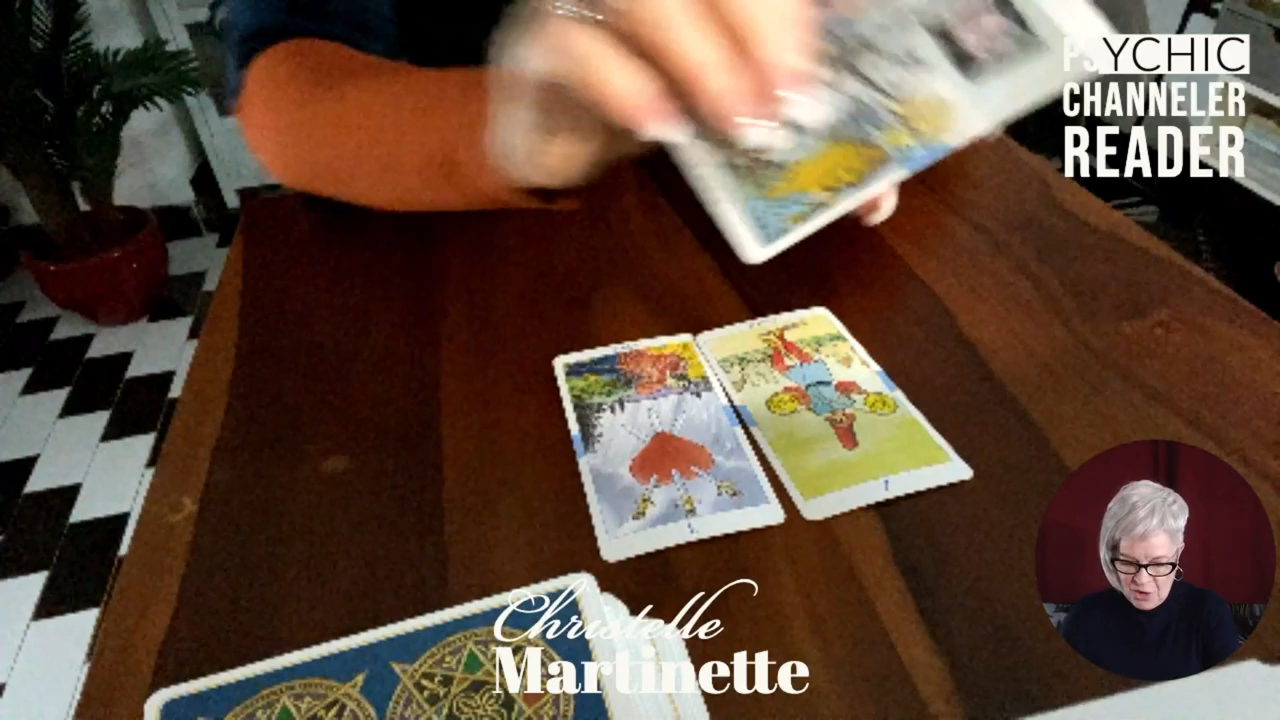 PSYCHIC
CHANNELER
READER
Christelle
Martinette